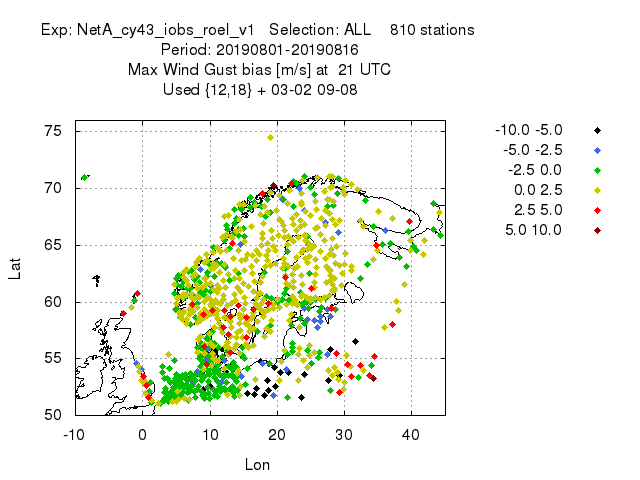 Exp: NetA_cy43_iobs_roel_v1 Selection: ALL 810 stations
Period: 20190801-20190816
Max Wind Gust bias [m/s] at 21 UTC
Used {12,18} + 03-02 09-08
-10.0 -5.0
-5.0 -2.5
-2.5 0.0
0.0 2.5
2.5 5.0
5.0 10.0
75
70
65
60
55
50
Lat
-10 0 10 20 30 40
Lon